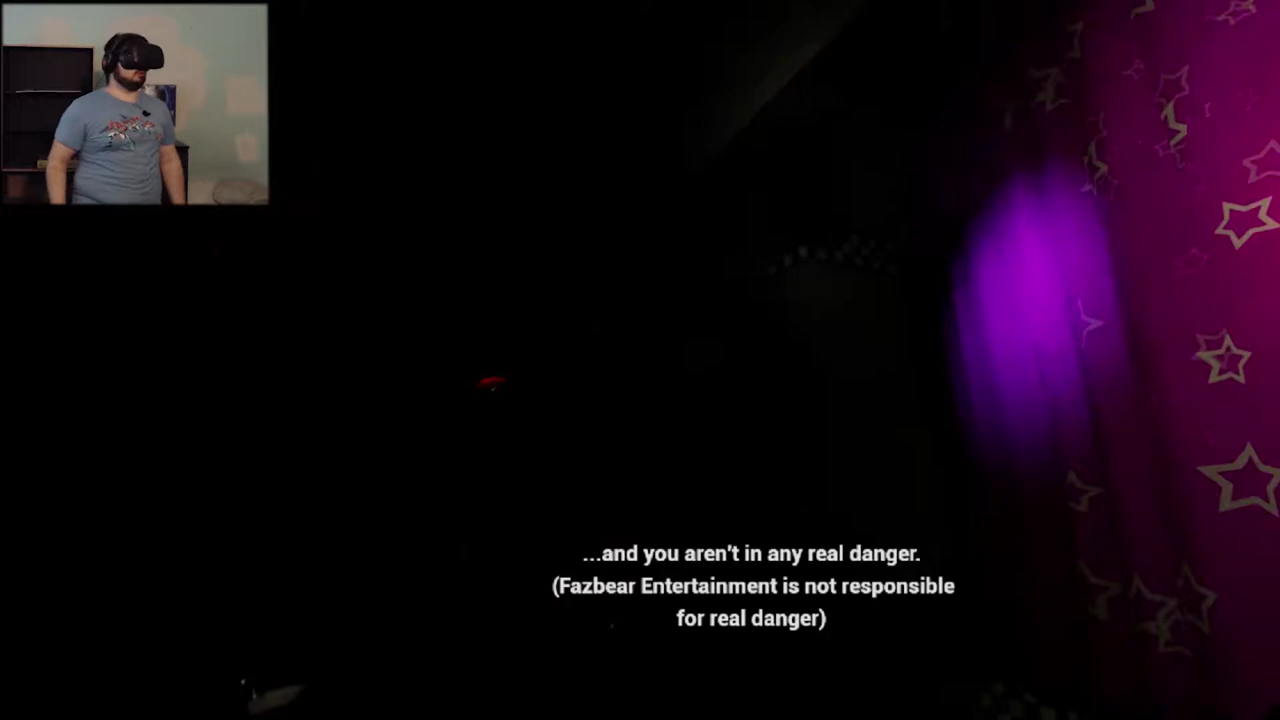 ...and you aren't in any real danger.
(Fazbear Entertainment is not responsible
for real danger)